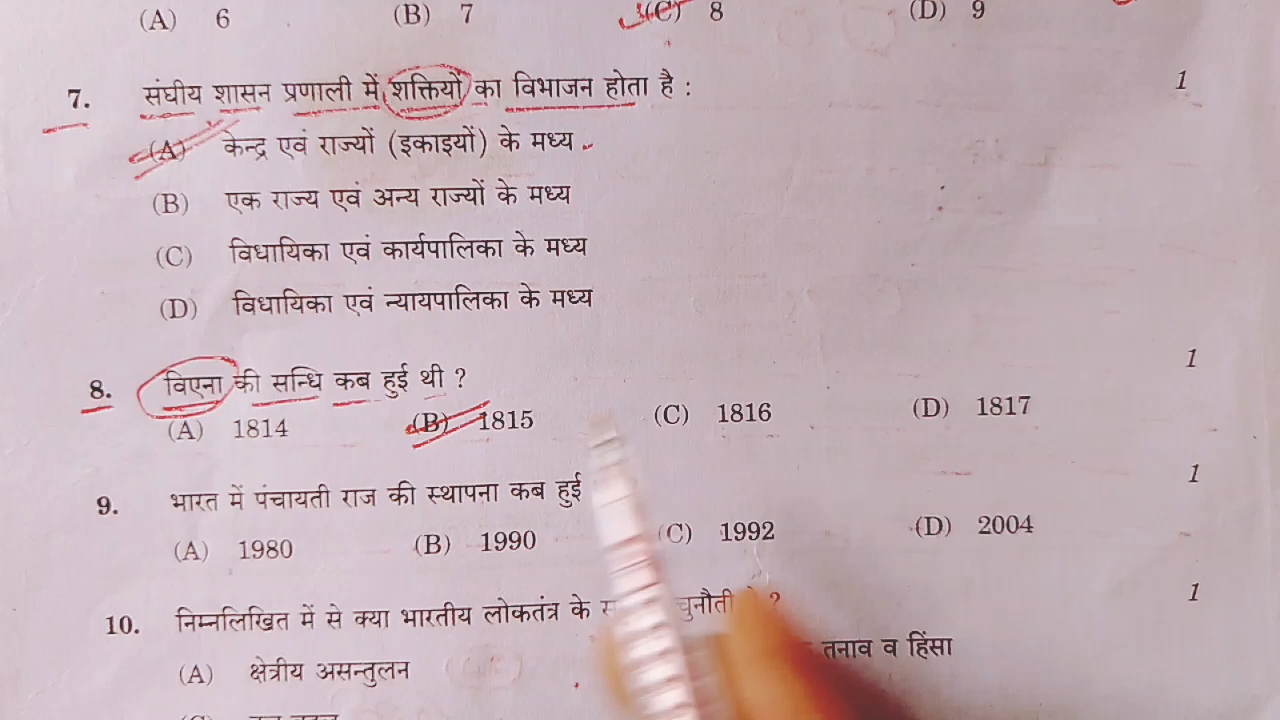 (A) 6 (B) 7 (C) 8 (D) 9
7. संघीय शासन प्रणाली में शक्तियों का विभाजन होता है : 1
(A) केन्द्र एवं राज्यों (इकाइयों) के मध्य
(B) एक राज्य एवं अन्य राज्यों के मध्य
(C) विधायिका एवं कार्यपालिका के मध्य
(D) विधायिका एवं न्यायपालिका के मध्य
8. विएना की सन्धि कब हुई थी ? 1
(A) 1814 (B) 1815 (C) 1816 (D) 1817
9. भारत में पंचायती राज की स्थापना कब हुई 1
(A) 1980 (B) 1990 (C) 1992 (D) 2004
10. निम्नलिखित में से क्या भारतीय लोकतंत्र के चुनौती ? 1
(A) क्षेत्रीय असन्तुलन तनाव व हिंसा